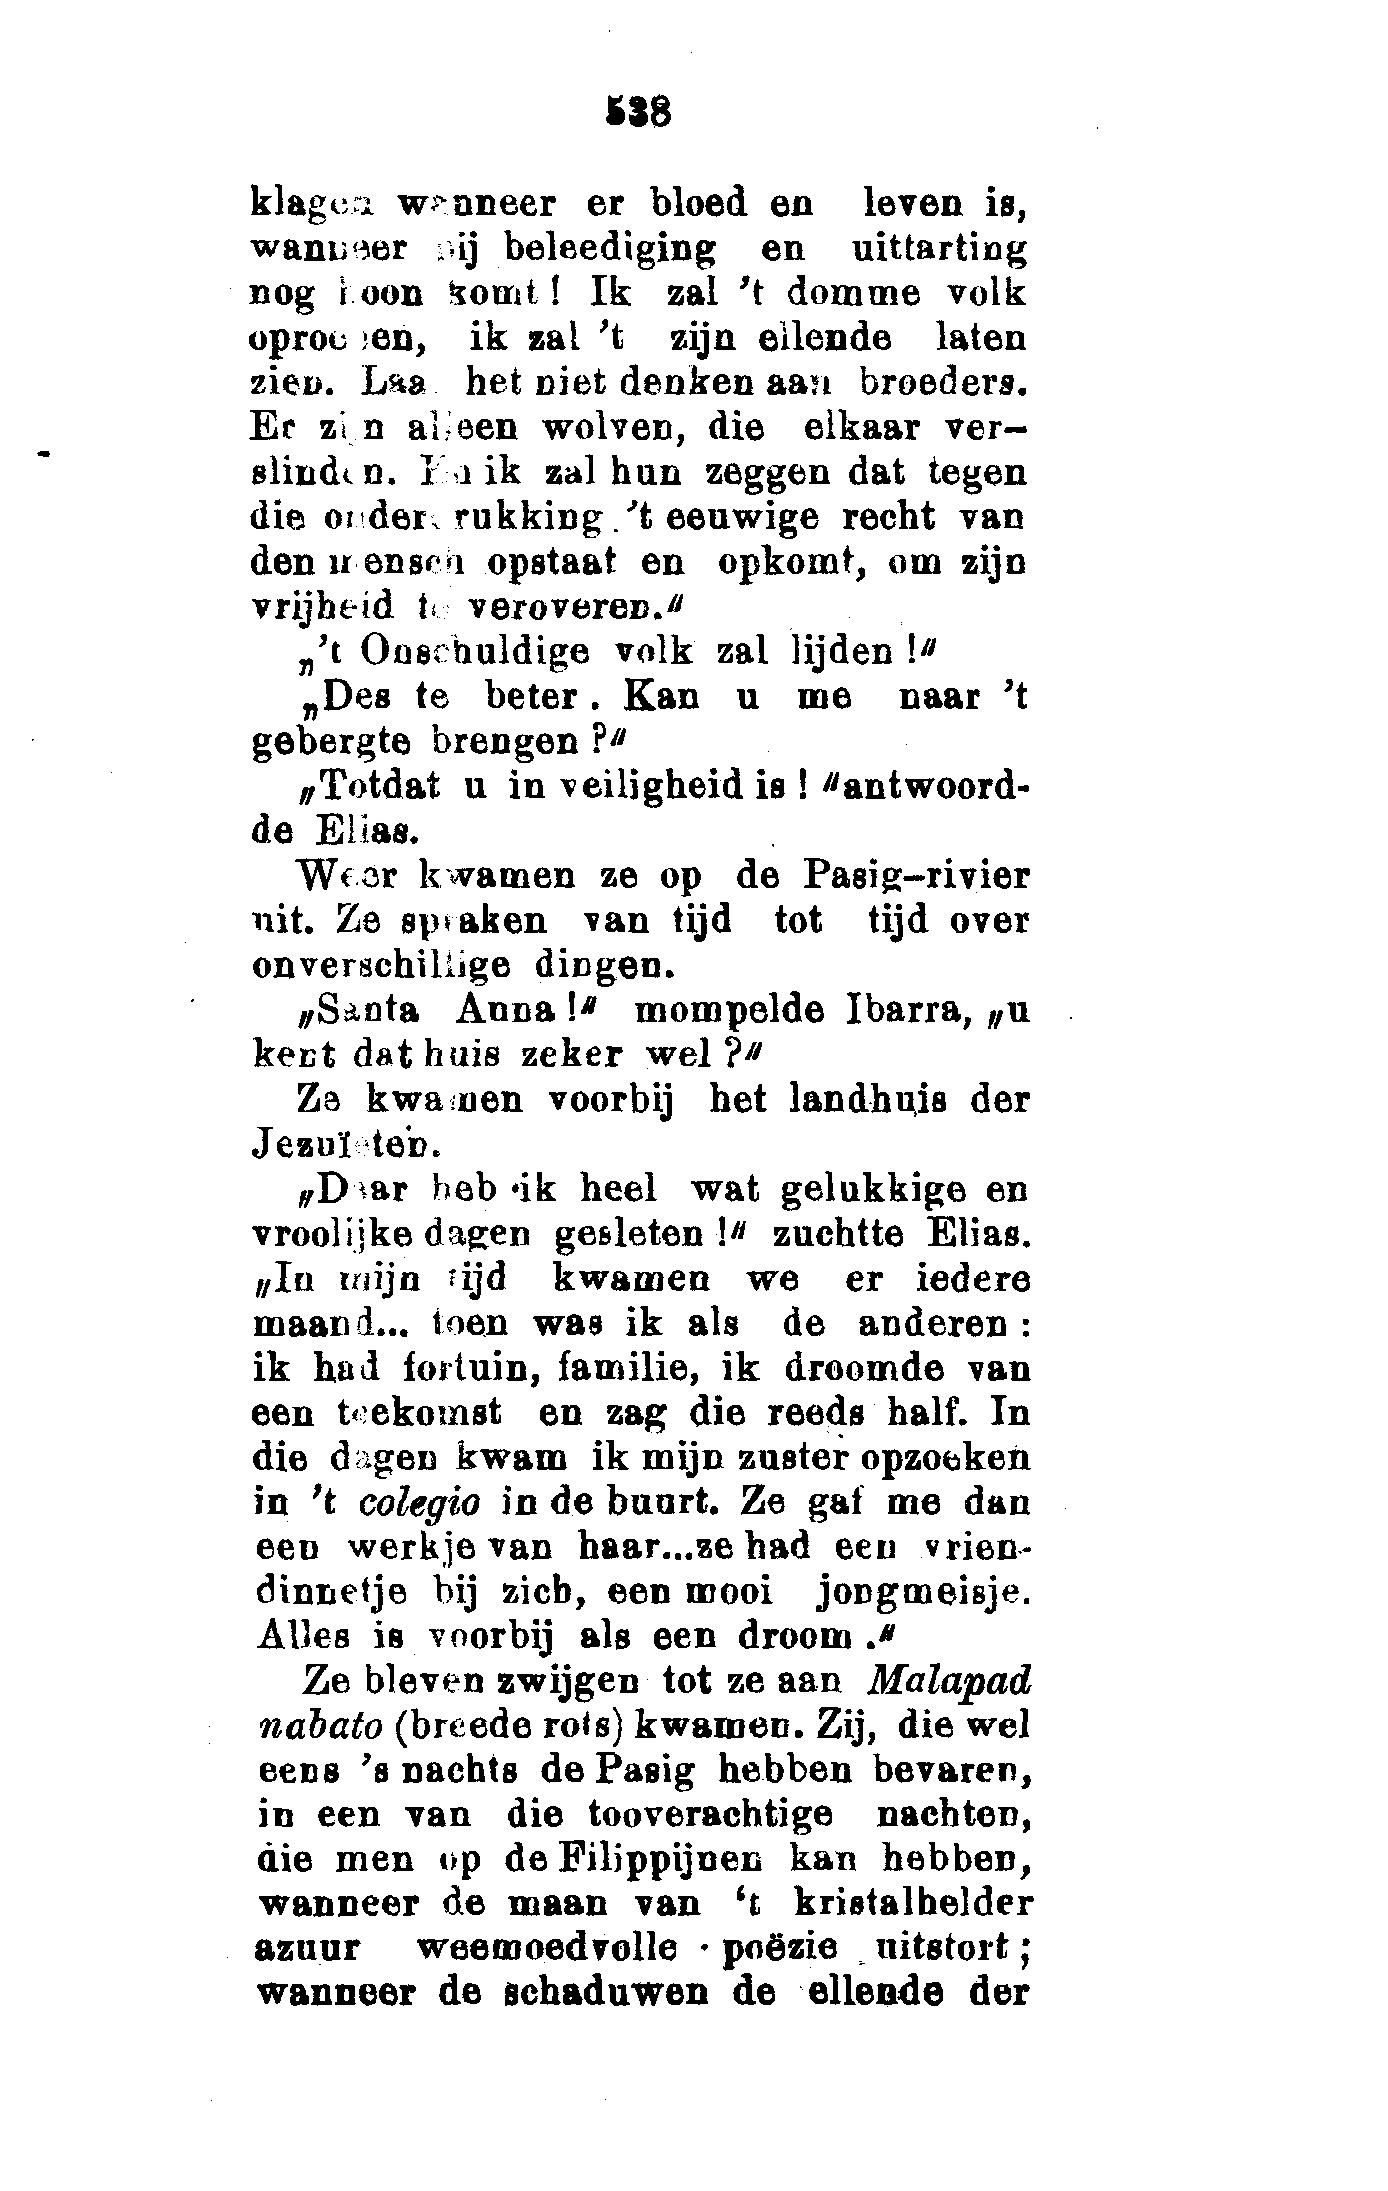 538
klagen wanneer er bloed en leven is,
wanneer bij beleediging en uittarting
nog hoon komt! Ik zal 't domme volk
oproepen, ik zal 't zijn ellende laten
zien. Laa het niet denken aan broeders.
Er zijn alleen wolven, die elkaar ver-
slinden. En ik zal hun zeggen dat tegen
die onderdrukking 't eeuwige recht van
den mensch opstaat en opkomt, om zijn
vrijheid te veroveren."
„'t Onschuldige volk zal lijden!"
„Des te beter. Kan u me naar 't
gebergte brengen?"
„Totdat u in veiligheid is! "antwoord-
de Elias.
Weer kwamen ze op de Pasig-rivier
uit. Ze spraken van tijd tot tijd over
onverschillige dingen.
„Santa Anna!" mompelde Ibarra, „u
kent dat huis zeker wel?"
Ze kwamen voorbij het landhuis der
Jezuïeten.
„Daar heb ik heel wat gelukkige en
vroolijke dagen gesleten!" zuchtte Elias.
„In mijn tijd kwamen we er iedere
maand... toen was ik als de anderen:
ik had fortuin, familie, ik droomde van
een toekomst en zag die reeds half. In
die dagen kwam ik mijn zuster opzoeken
in 't colegio in de buurt. Ze gaf me dan
een werkje van haar...ze had een vrien-
dinnetje bij zich, een mooi jongmeisje.
Alles is voorbij als een droom."
Ze bleven zwijgen tot ze aan Malapad
nabato (breede rots) kwamen. Zij, die wel
eens 's nachts de Pasig hebben bevaren,
in een van die tooverachtige nachten,
die men op de Filippijnen kan hebben,
wanneer de maan van 't kristalhelder
azuur weemoedvolle poëzie uitstort;
wanneer de schaduwen de ellende der